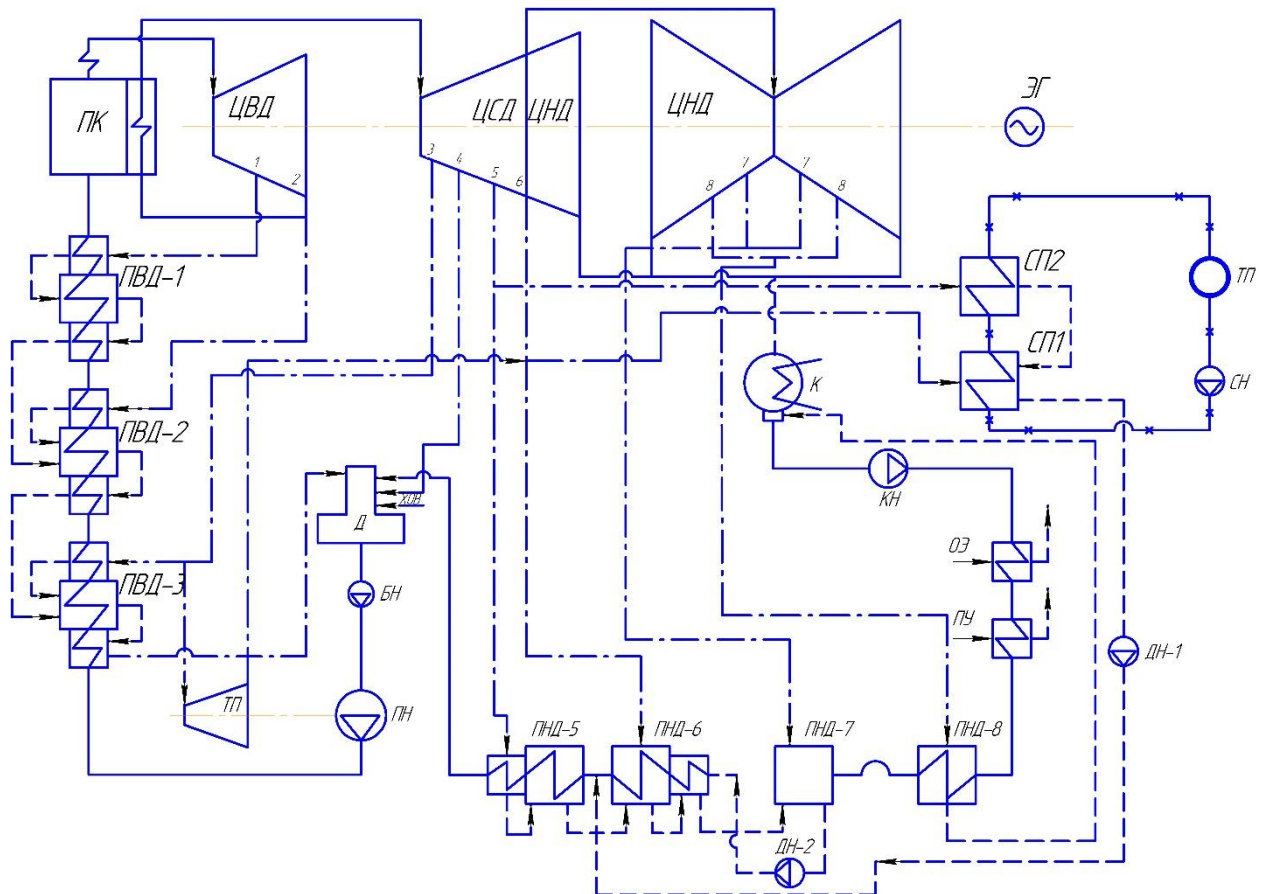 ЭГ
ПК
ЦВД
ЦСД
ЦНД
ЦНД
1
2
3
4
5
6
7
7
8
8
ПВД-1
СП2
ТП
СП1
СН
К
ПВД-2
КН
ХОВ
Д
ОЭ
ПВД-3
БН
ПУ
ДН-1
ТП
ПН
ПНД-5
ПНД-6
ПНД-7
ПНД-8
ДН-2